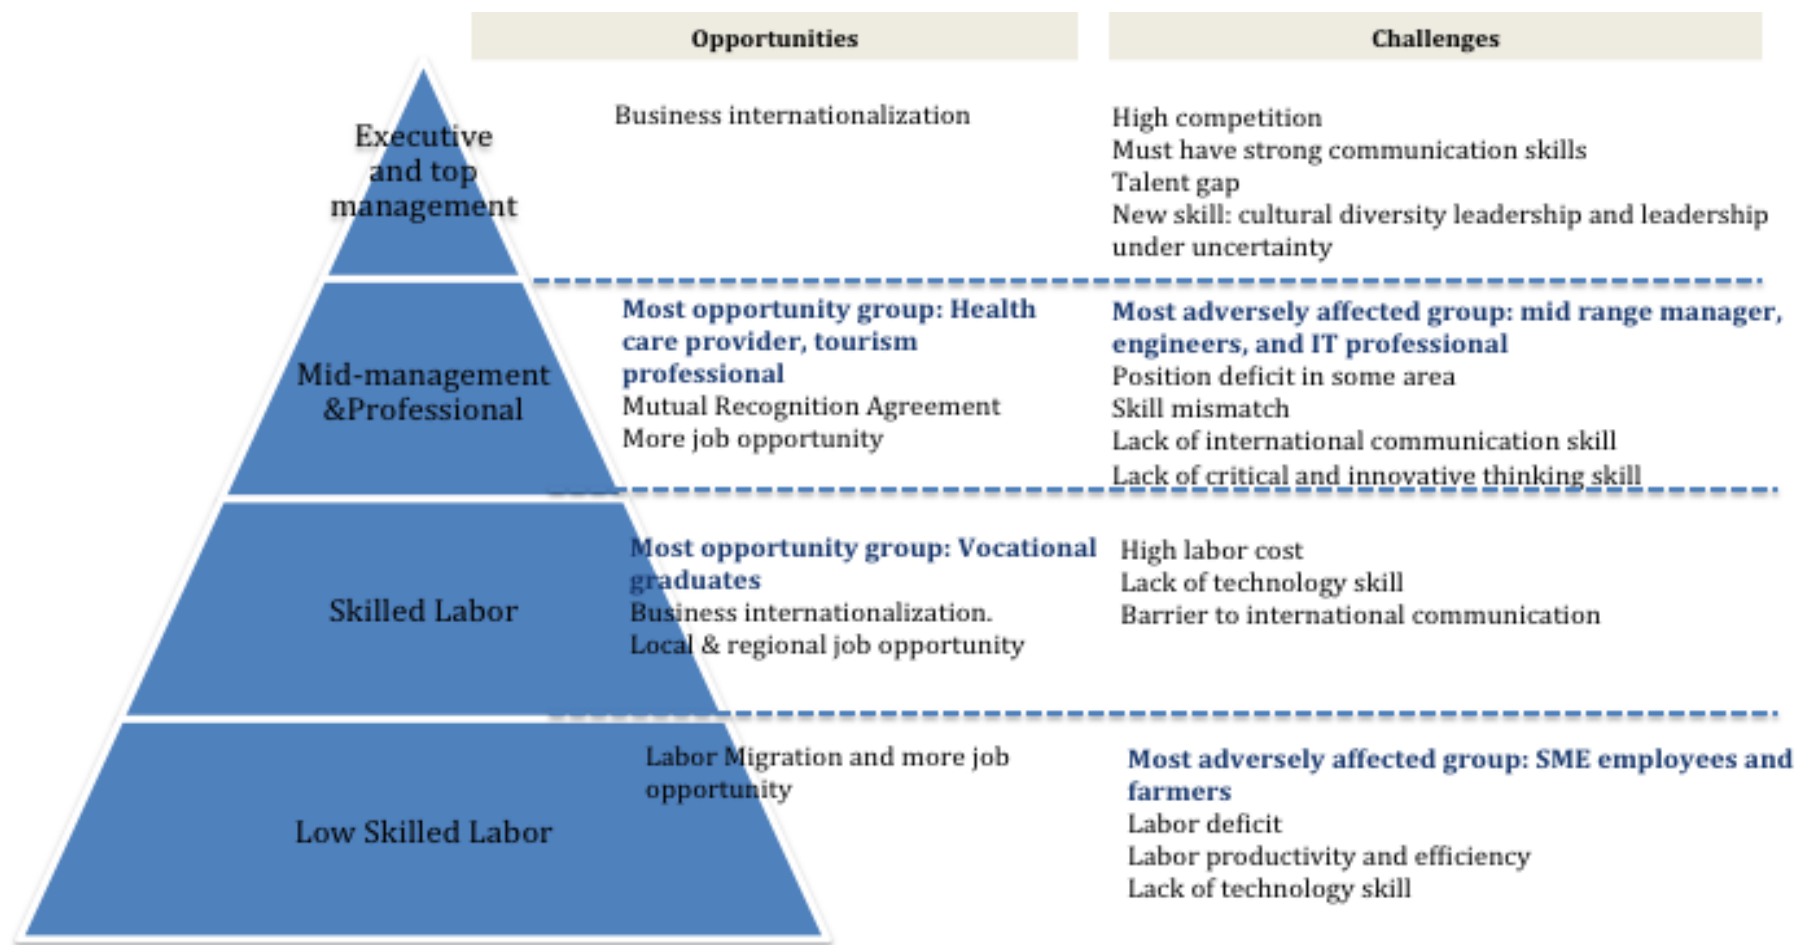 Opportunities
Challenges
Executive
and top
management
Business internationalization
High competition
Must have strong communication skills
Talent gap
New skill: cultural diversity leadership and leadership
under uncertainty
Mid-management
&Professional
Most opportunity group: Health
care provider, tourism
professional
Mutual Recognition Agreement
More job opportunity
Most adversely affected group: mid range manager,
engineers, and IT professional
Position deficit in some area
Skill mismatch
Lack of international communication skill
Lack of critical and innovative thinking skill
Skilled Labor
Most opportunity group: Vocational
graduates
Business internationalization.
Local & regional job opportunity
High labor cost
Lack of technology skill
Barrier to international communication
Low Skilled Labor
Labor Migration and more job
opportunity
Most adversely affected group: SME employees and
farmers
Labor deficit
Labor productivity and efficiency
Lack of technology skill